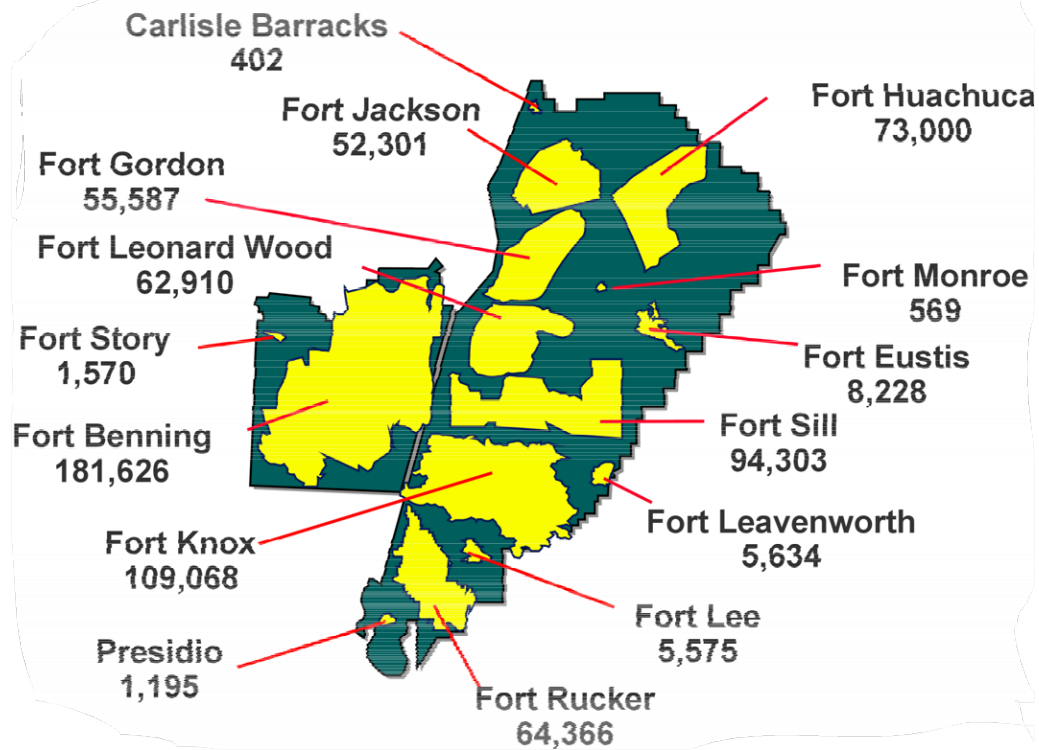 Carlisle Barracks
402
Fort Jackson
52,301
Fort Huachuca
73,000
Fort Gordon
55,587
Fort Leonard Wood
62,910
Fort Monroe
569
Fort Story
1,570
Fort Eustis
8,228
Fort Benning
181,626
Fort Sill
94,303
Fort Knox
109,068
Fort Leavenworth
5,634
Fort Lee
5,575
Presidio
1,195
Fort Rucker
64,366